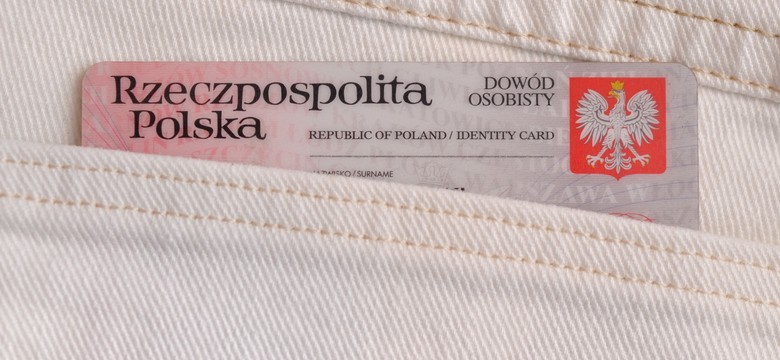 Rzeczpospolita
Polska
DOWÓD
OSOBISTY
REPUBLIC OF POLAND / IDENTITY CARD
/SURNAME